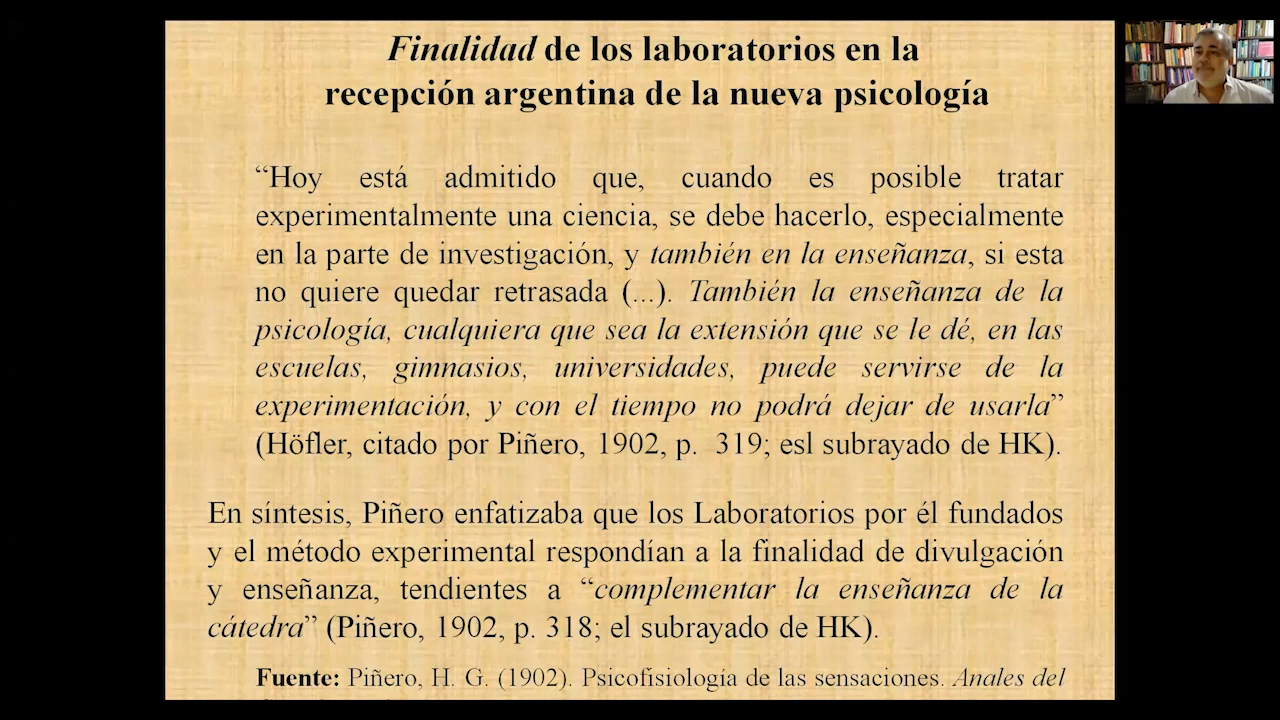 Finalidad de los laboratorios en la
recepción argentina de la nueva psicología
“Hoy está admitido que, cuando es posible tratar
experimentalmente una ciencia, se debe hacerlo, especialmente
en la parte de investigación, y también en la enseñanza, si esta
no quiere quedar retrasada (...). También la enseñanza de la
psicología, cualquiera que sea la extensión que se le dé, en las
escuelas, gimnasios, universidades, puede servirse de la
experimentación, y con el tiempo no podrá dejar de usarla”
(Höfler, citado por Piñero, 1902, p. 319; esl subrayado de HK).
En síntesis, Piñero enfatizaba que los Laboratorios por él fundados
y el método experimental respondían a la finalidad de divulgación
y enseñanza, tendientes a “complementar la enseñanza de la
cátedra” (Piñero, 1902, p. 318; el subrayado de HK).
Fuente: Piñero, H. G. (1902). Psicofisiología de las sensaciones. Anales del